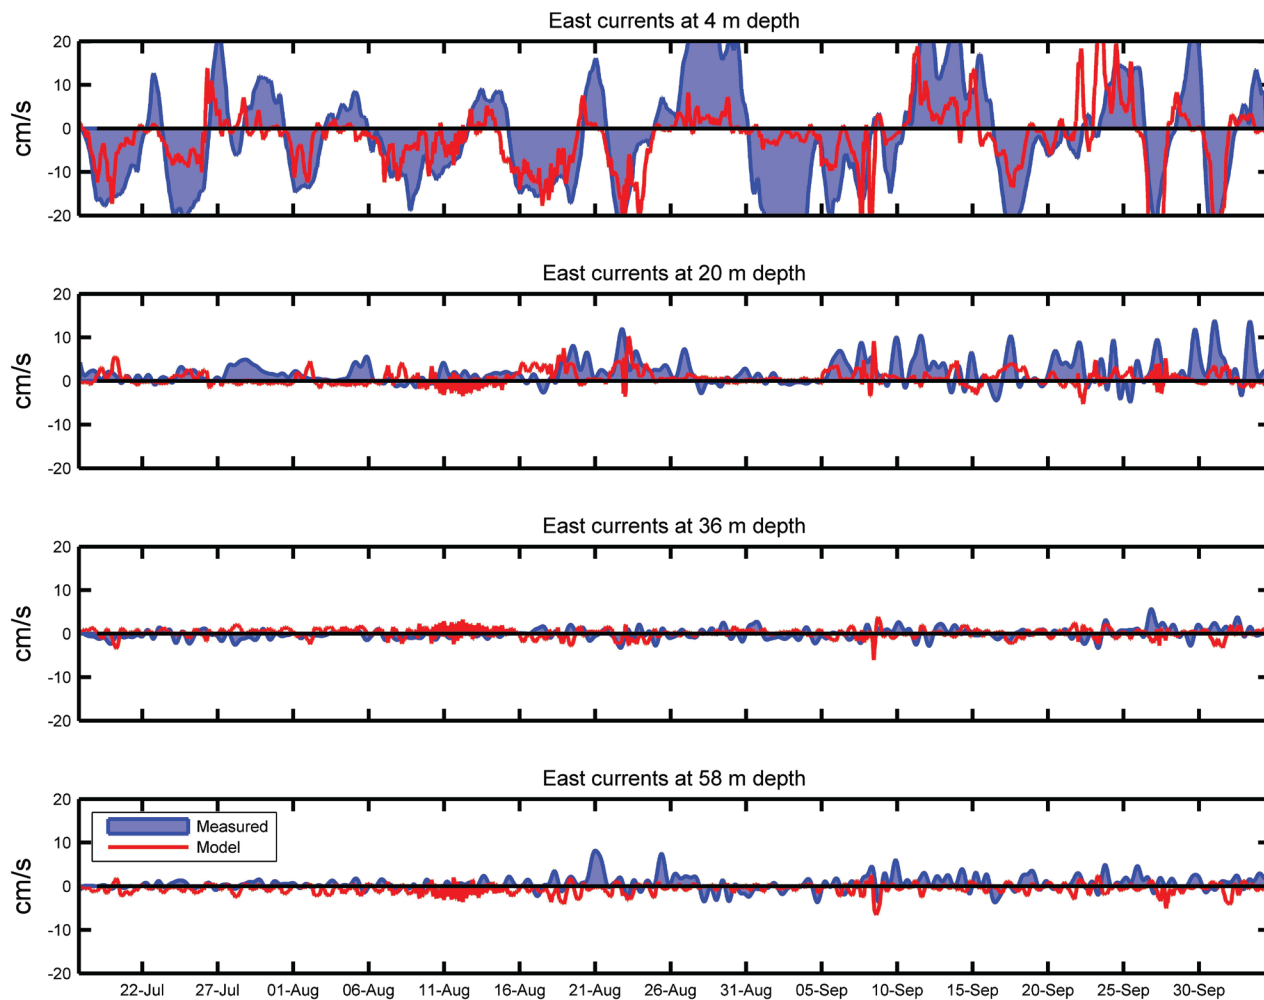 East currents at 4 m depth
20
10
0
-10
-20
cm/s
East currents at 20 m depth
20
10
0
-10
-20
cm/s
East currents at 36 m depth
20
10
0
-10
-20
cm/s
East currents at 58 m depth
20
10
0
-10
-20
cm/s
Measured
Model
22-Jul 27-Jul 01-Aug 06-Aug 11-Aug 16-Aug 21-Aug 26-Aug 31-Aug 05-Sep 10-Sep 15-Sep 20-Sep 25-Sep 30-Sep